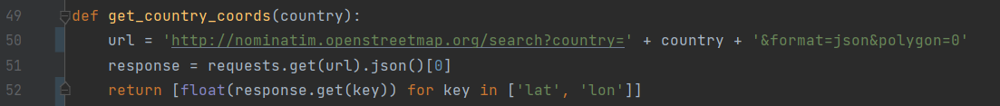 49 def get_country_coords(country):
50     url = 'http://nominatim.openstreetmap.org/search?country=' + country + '&format=json&polygon=0'
51     response = requests.get(url).json()[0]
52     return [float(response.get(key)) for key in ['lat', 'lon']]